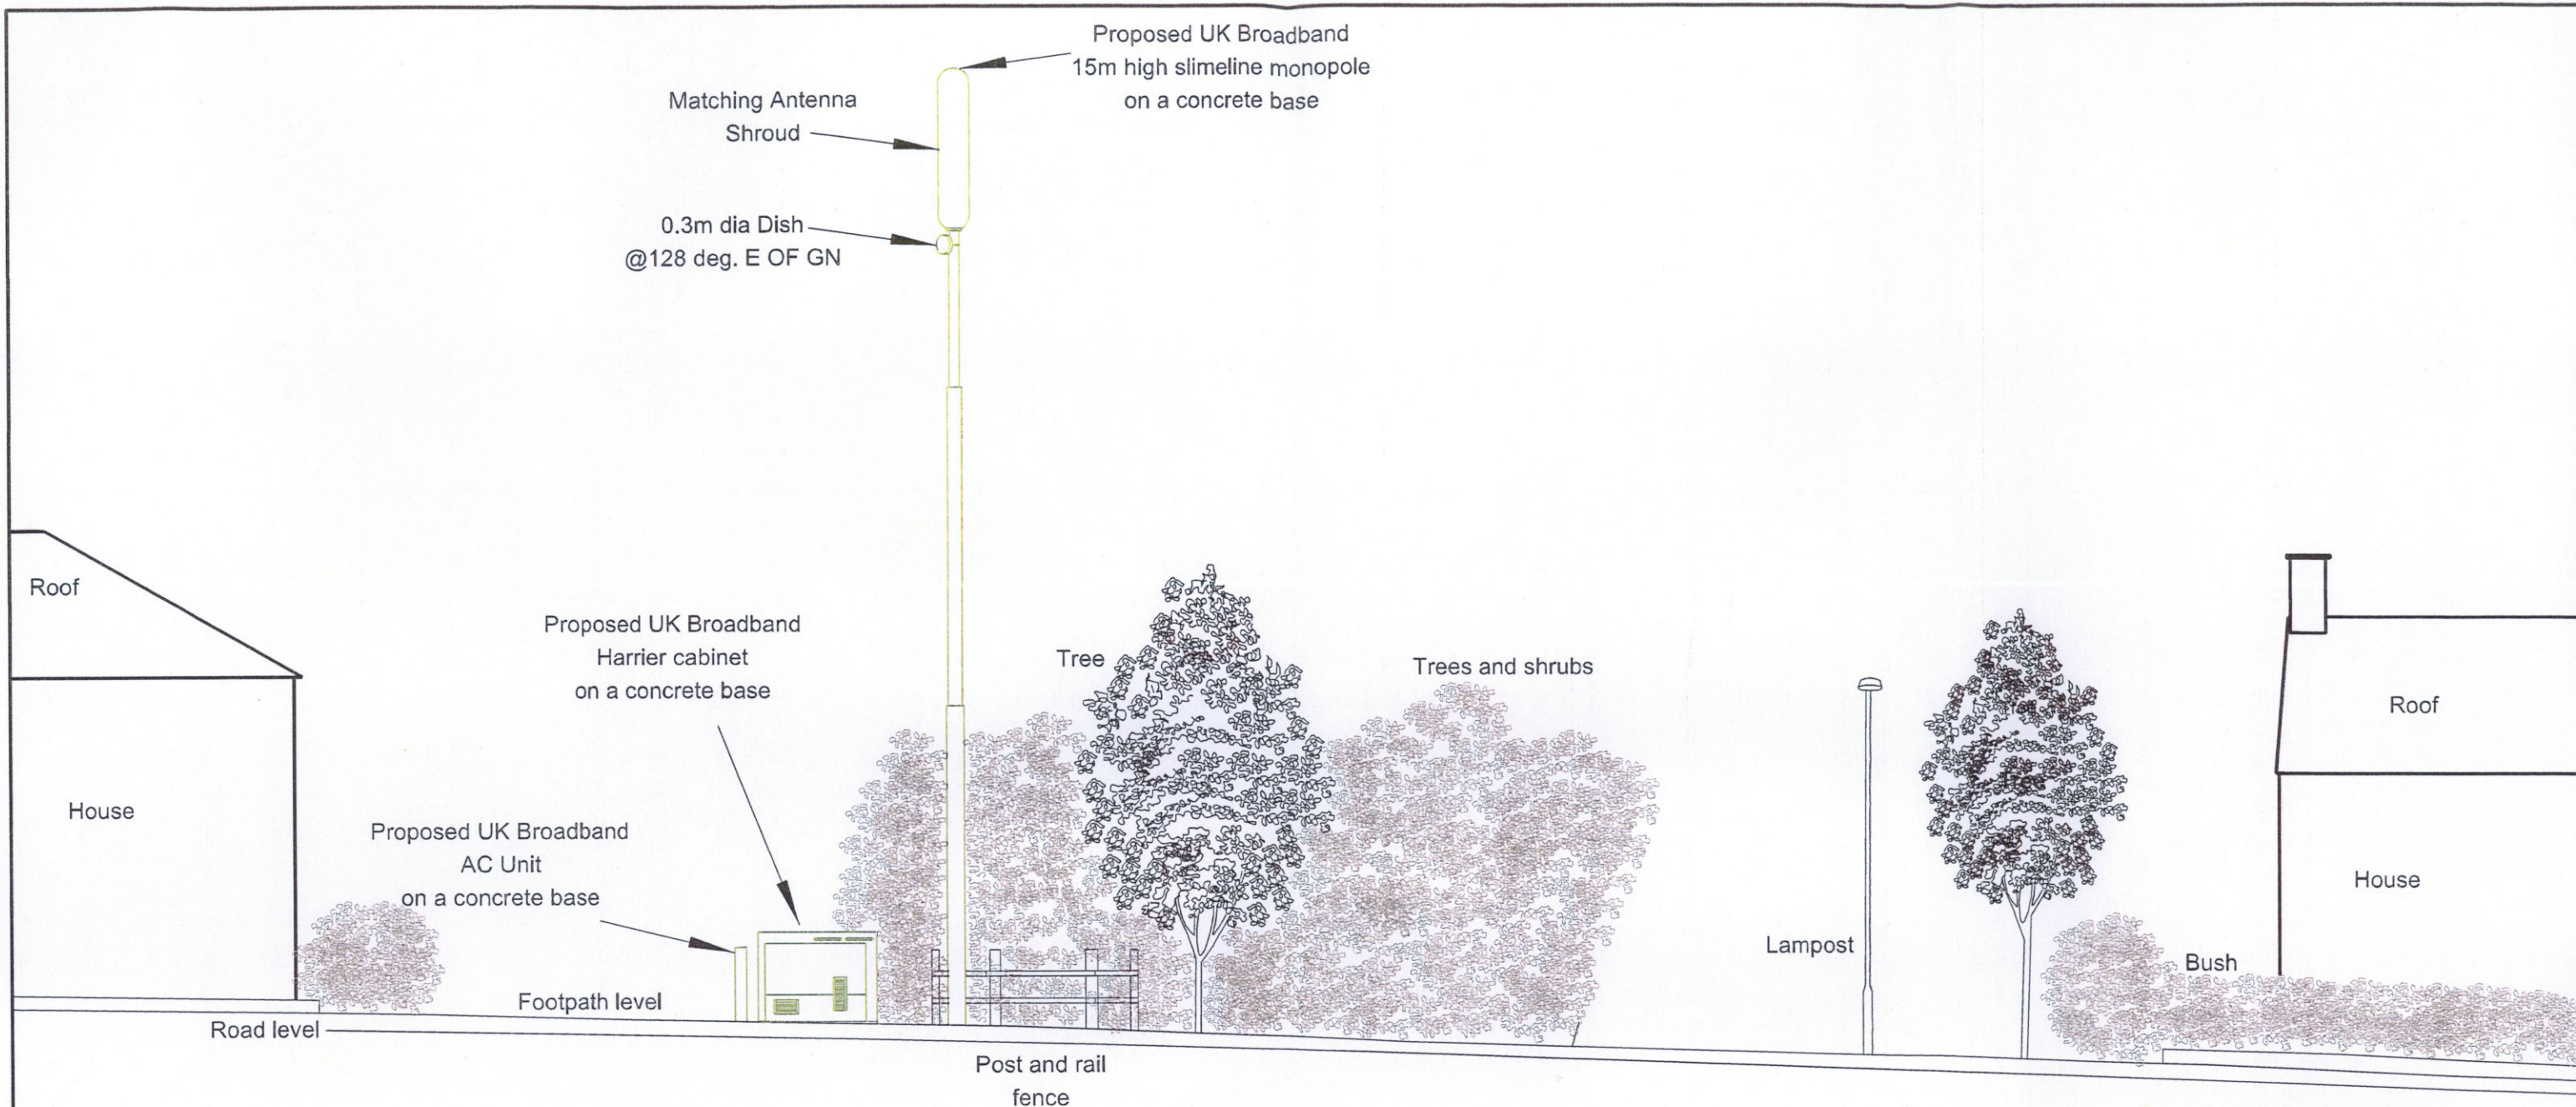 Proposed UK Broadband
15m high slimeline monopole
on a concrete base
Matching Antenna
Shroud
0.3m dia Dish
@128 deg. E OF GN
Roof
Proposed UK Broadband
Harrier cabinet
on a concrete base
Tree
Trees and shrubs
Tree
Roof
Tree
House
Proposed UK Broadband
AC Unit
on a concrete base
House
Lampost
Bush
Footpath level
Road level
Post and rail
fence